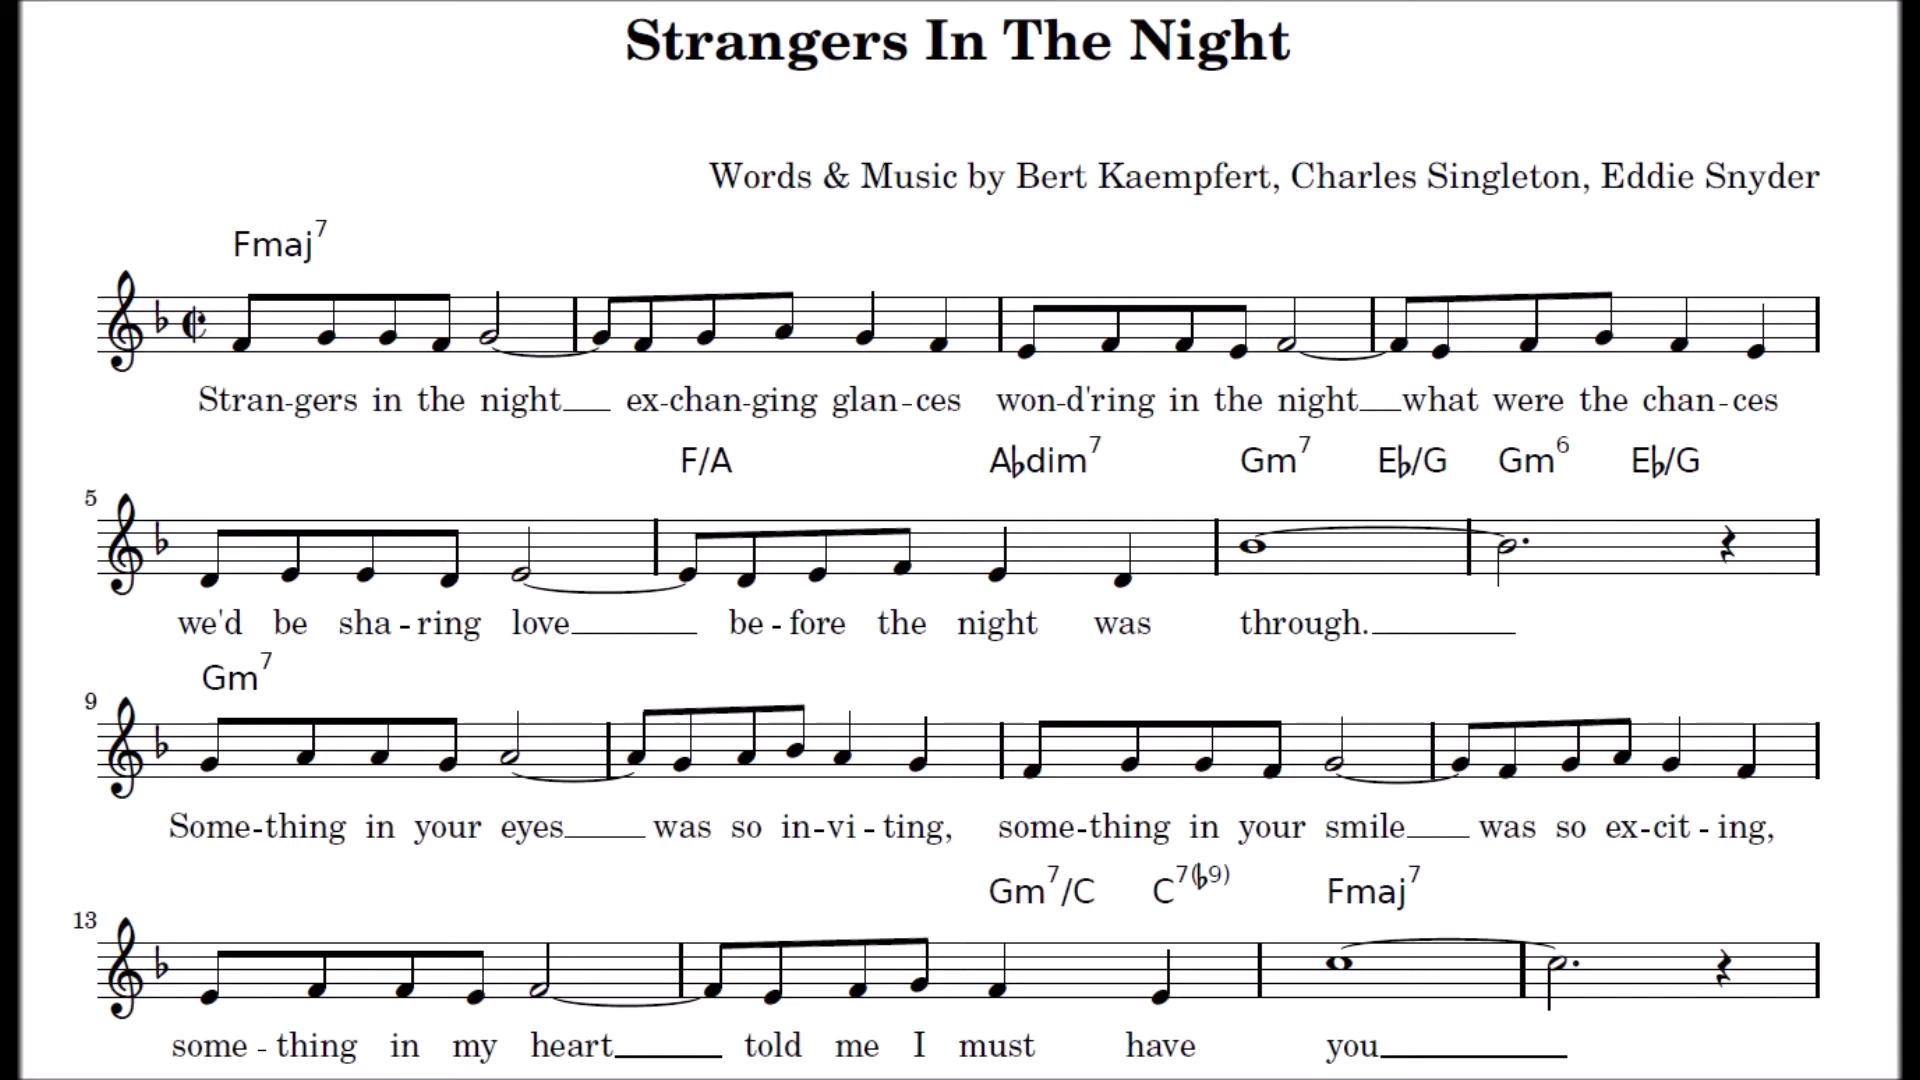 Strangers In The Night
Words & Music by Bert Kaempfert, Charles Singleton, Eddie Snyder
Fmaj7
Stran-gers in the night ex-chan-ging glan-ces won-d'ring in the night what were the chan-ces
F/A A♭dim7 Gm7 E♭/G Gm6 E♭/G
5
we'd be sha-ring love be-fore the night was through.
Gm7
9
Some-thing in your eyes was so in-vi-ting, some-thing in your smile was so ex-cit-ing,
Gm7/C C7(♭9) Fmaj7
13
some-thing in my heart told me I must have you